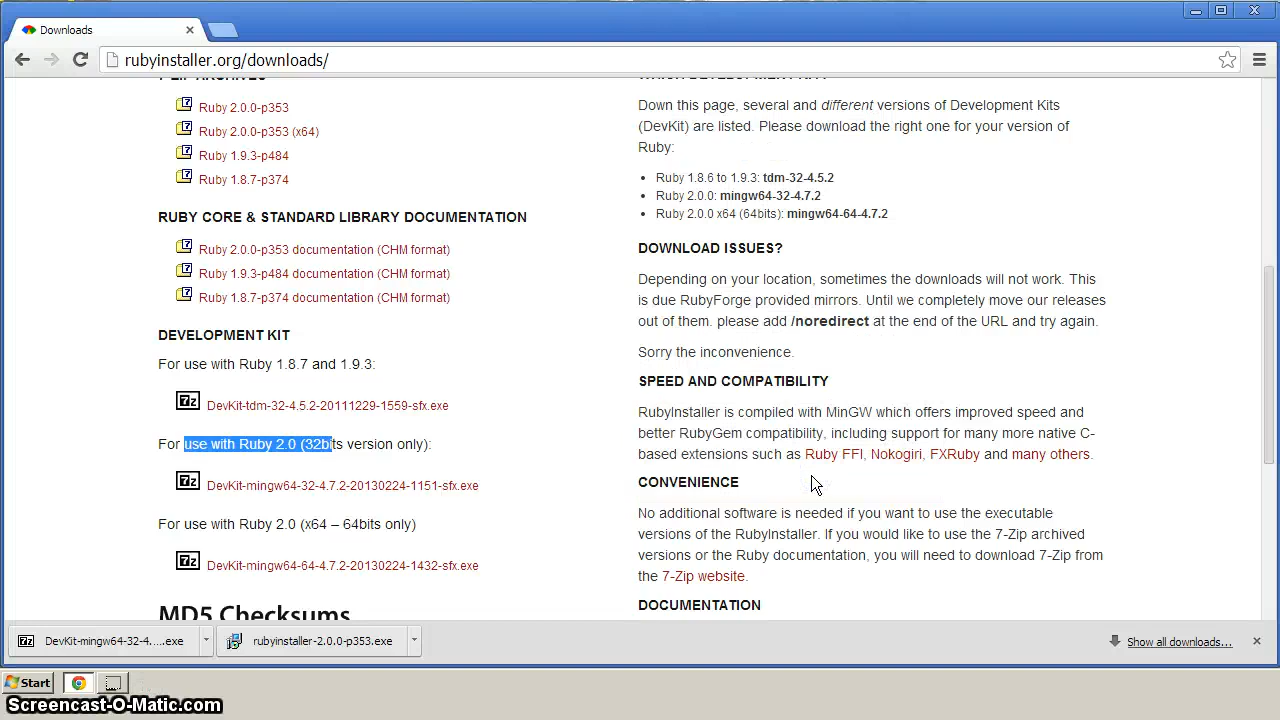 Downloads
rubyinstaller.org/downloads/
Ruby 2.0.0-p353
Ruby 2.0.0-p353 (x64)
Ruby 1.9.3-p484
Ruby 1.8.7-p374
RUBY CORE & STANDARD LIBRARY DOCUMENTATION
Ruby 2.0.0-p353 documentation (CHM format)
Ruby 1.9.3-p484 documentation (CHM format)
Ruby 1.8.7-p374 documentation (CHM format)
DEVELOPMENT KIT
For use with Ruby 1.8.7 and 1.9.3:
7z DevKit-tdm-32-4.5.2-20111229-1559-sfx.exe
For use with Ruby 2.0 (32bits version only):
7z DevKit-mingw64-32-4.7.2-20130224-1151-sfx.exe
For use with Ruby 2.0 (x64 – 64bits only)
7z DevKit-mingw64-64-4.7.2-20130224-1432-sfx.exe
MD5 Checksums
Down this page, several and different versions of Development Kits
(DevKit) are listed. Please download the right one for your version of
Ruby:
• Ruby 1.8.6 to 1.9.3: tdm-32-4.5.2
• Ruby 2.0.0: mingw64-32-4.7.2
• Ruby 2.0.0 x64 (64bits): mingw64-64-4.7.2
DOWNLOAD ISSUES?
Depending on your location, sometimes the downloads will not work. This
is due RubyForge provided mirrors. Until we completely move our releases
out of them. please add /noredirect at the end of the URL and try again.
Sorry the inconvenience.
SPEED AND COMPATIBILITY
RubyInstaller is compiled with MinGW which offers improved speed and
better RubyGem compatibility, including support for many more native C-
based extensions such as Ruby FFI, Nokogiri, FXRuby and many others.
CONVENIENCE
No additional software is needed if you want to use the executable
versions of the RubyInstaller. If you would like to use the 7-Zip archived
versions or the Ruby documentation, you will need to download 7-Zip from
the 7-Zip website.
DOCUMENTATION
7z DevKit-mingw64-32-4....exe
rubyinstaller-2.0.0-p353.exe
Show all downloads...
Start
Screencast-O-Matic.com